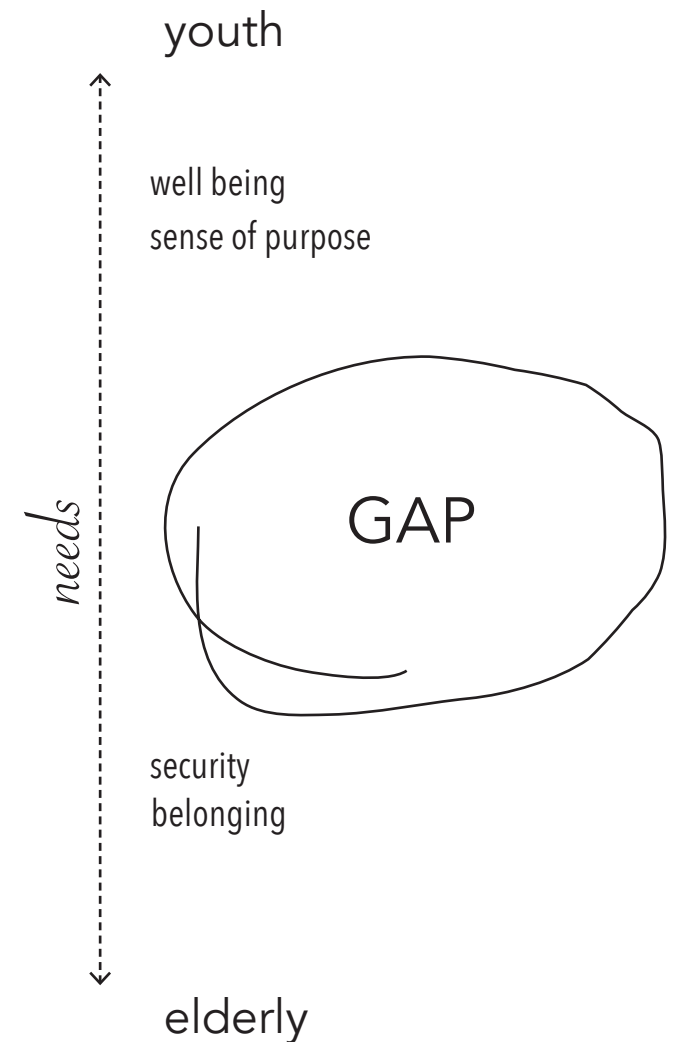 youth
well being
sense of purpose
needs
GAP
security
belonging
elderly